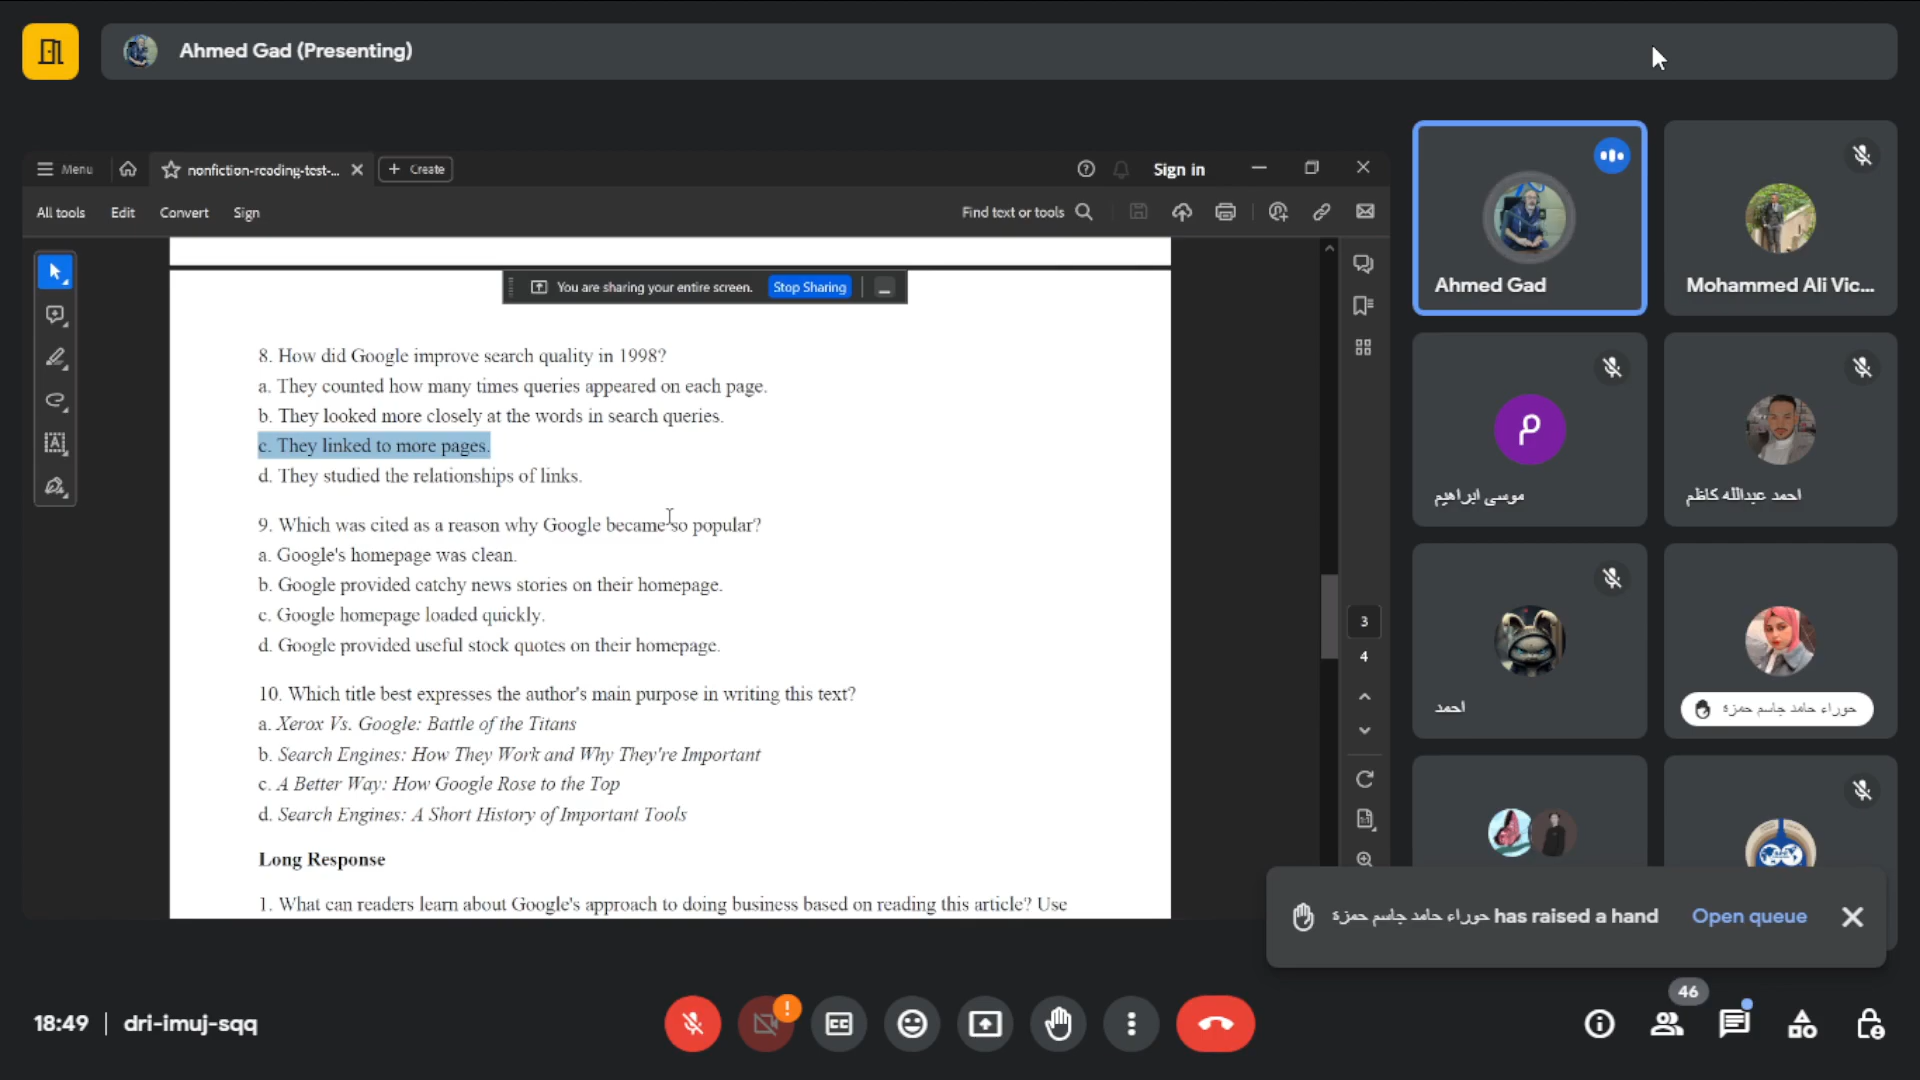 Ahmed Gad (Presenting)
Menu
nonfiction-reading-test-...
Create
Sign in
All tools
Edit
Convert
Sign
Find text or tools
You are sharing your entire screen.
Stop Sharing
8. How did Google improve search quality in 1998?
a. They counted how many times queries appeared on each page.
b. They looked more closely at the words in search queries.
c. They linked to more pages.
d. They studied the relationships of links.
9. Which was cited as a reason why Google became so popular?
a. Google's homepage was clean.
b. Google provided catchy news stories on their homepage.
c. Google homepage loaded quickly.
d. Google provided useful stock quotes on their homepage.
10. Which title best expresses the author's main purpose in writing this text?
a. Xerox Vs. Google: Battle of the Titans
b. Search Engines: How They Work and Why They're Important
c. A Better Way: How Google Rose to the Top
d. Search Engines: A Short History of Important Tools
Long Response
1. What can readers learn about Google's approach to doing business based on reading this article? Use
3
4
Ahmed Gad
Mohammed Ali Vic...
م
موسى ابراهيم
احمد عبدالله كاظم
احمد
حوراء حامد جاسم حمزة
حوراء حامد جاسم حمزة has raised a hand
Open queue
18:49 | dri-imuj-sqq
46